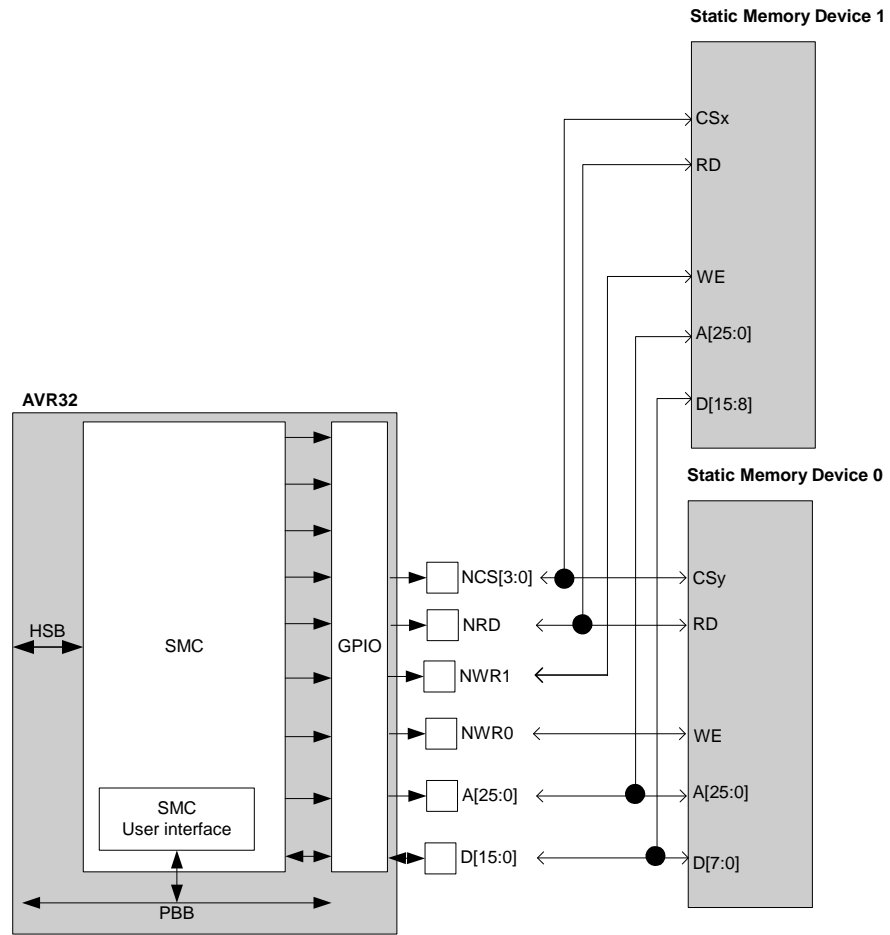 Static Memory Device 1
CSx
RD
WE
A[25:0]
D[15:8]
AVR32
Static Memory Device 0
HSB
SMC
GPIO
NCS[3:0]
CSy
NRD
RD
NWR1
NWR0
WE
A[25:0]
A[25:0]
D[15:0]
D[7:0]
SMC
User interface
PBB